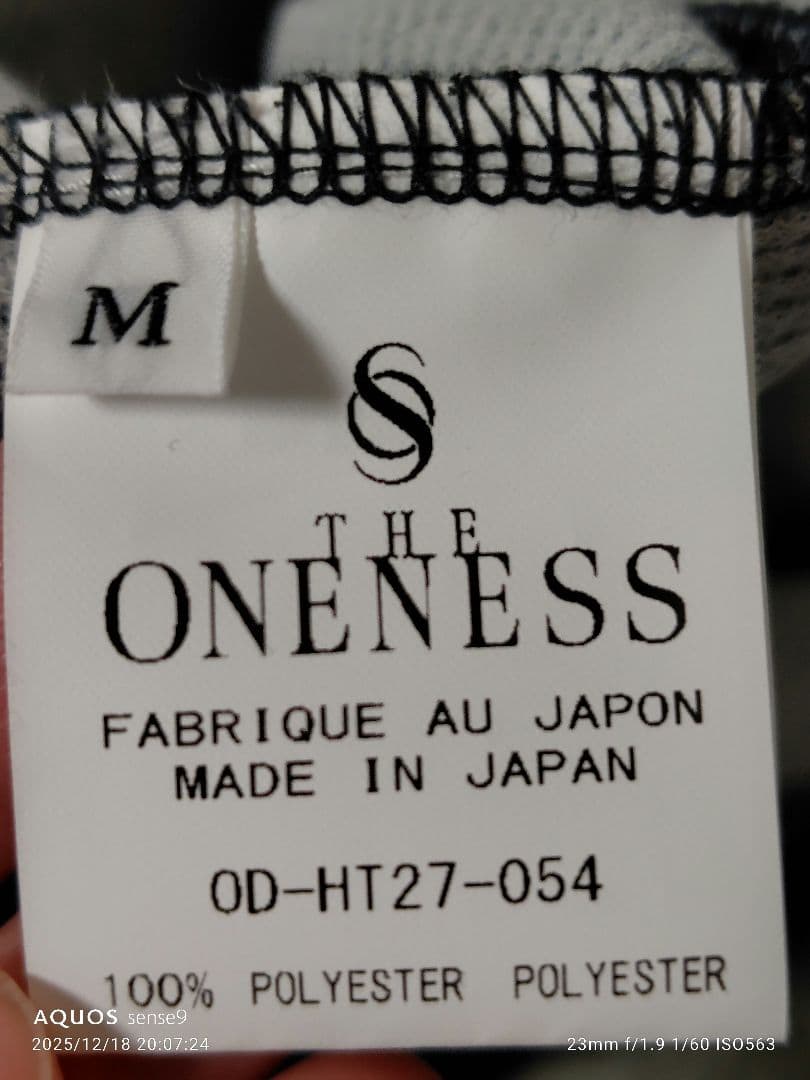 M
THE
ONENESS
FABRIQUE AU JAPON
MADE IN JAPAN
OD-HT27-054
100% POLYESTER POLYESTER
AQUOS sense9
2025/12/18 20:07:24
23mm f/1.9 1/60 ISO563